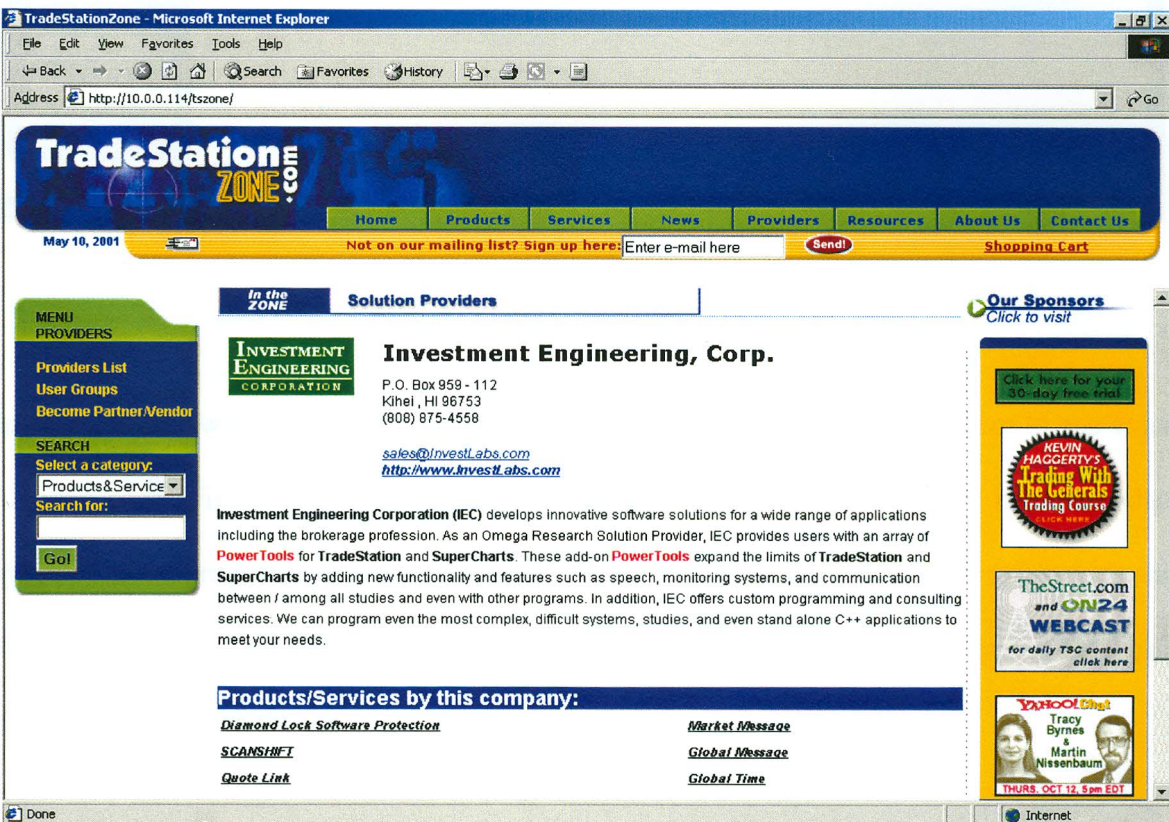 TradeStationZone - Microsoft Internet Explorer
File Edit View Favorites Tools Help
Back Search Favorites History
Address http://10.0.0.114/tszone/ Go
TradeStation
ZONE
.com
Home Products Services News Providers Resources About Us Contact Us
May 10, 2001
Not on our mailing list? Sign up here: Enter e-mail here Send! Shopping Cart
MENU
PROVIDERS
Providers List
User Groups
Become Partner/Vendor
SEARCH
Select a category:
Products&Service
Search for:
Go!
In the
ZONE
Solution Providers
INVESTMENT
ENGINEERING
CORPORATION
Investment Engineering, Corp.
P.O. Box 959 - 112
Kihei , HI 96753
(808) 875-4558
sales@InvestLabs.com
http://www.InvestLabs.com
Investment Engineering Corporation (IEC) develops innovative software solutions for a wide range of applications
including the brokerage profession. As an Omega Research Solution Provider, IEC provides users with an array of
PowerTools for TradeStation and SuperCharts. These add-on PowerTools expand the limits of TradeStation and
SuperCharts by adding new functionality and features such as speech, monitoring systems, and communication
between / among all studies and even with other programs. In addition, IEC offers custom programming and consulting
services. We can program even the most complex, difficult systems, studies, and even stand alone C++ applications to
meet your needs.
Products/Services by this company:
Diamond Lock Software Protection Market Message
SCANSHIFT Global Message
Quote Link Global Time
Our Sponsors
Click to visit
Click here for your
30-day free trial
KEVIN
HAGGERTY'S
Trading With
The Generals
Trading Course
CLICK HERE
TheStreet.com
and ON24
WEBCAST
for daily TSC content
click here
YAHOO! Chat
Tracy
Byrnes
&
Martin
Nissenbaum
THURS. OCT 12, 5pm EDT
Done Internet